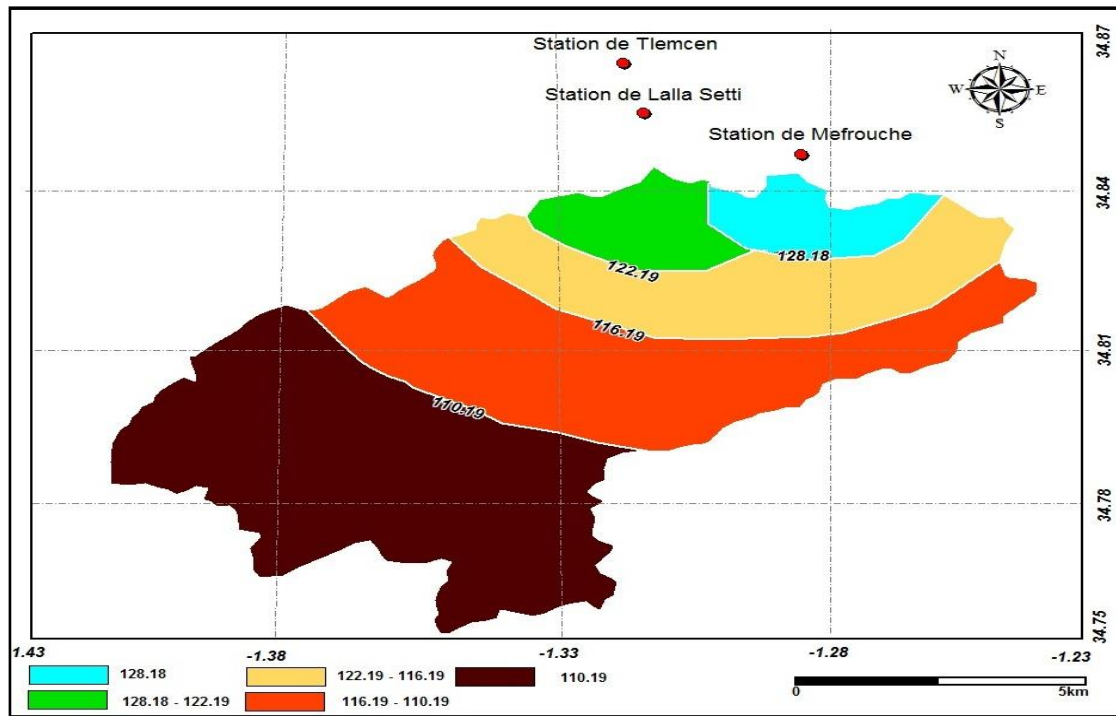 34.87
Station de Tlemcen
N
W E
S
Station de Lalla Setti
Station de Mefrouche
34.84
128.18
122.19
116.19
34.81
110.19
34.78
34.75
1.43 -1.38 -1.33 -1.28 -1.23
128.18 122.19 - 116.19 110.19
128.18 - 122.19 116.19 - 110.19
0 5km